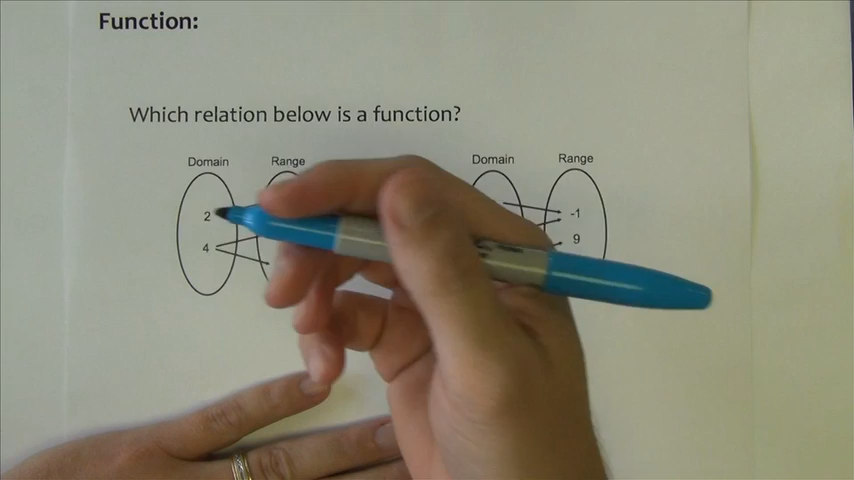 Function:
Which relation below is a function?
Domain Range Domain Range
2 -1
4 9